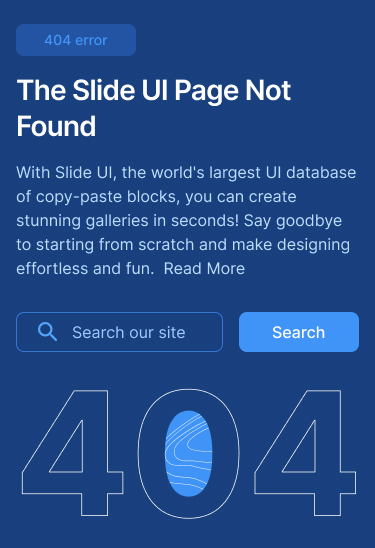 404 error
The Slide UI Page Not
Found
With Slide UI, the world's largest UI database
of copy-paste blocks, you can create
stunning galleries in seconds! Say goodbye
to starting from scratch and make designing
effortless and fun.  Read More
Search our site
Search
404